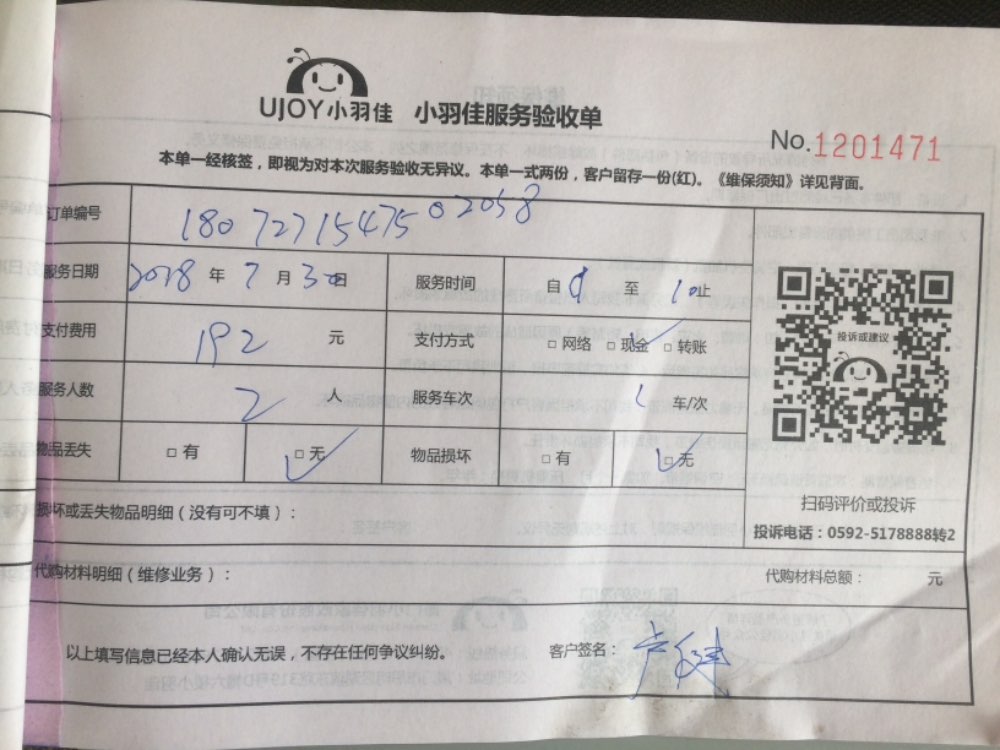 UJOY小羽佳 小羽佳服务验收单
No.1201471
本单一经核签，即视为对本次服务验收无异议。本单一式两份，客户留存一份(红)。《维保须知》详见背面。
订单编号 1807271547502058
服务日期 2018 年 7 月 30 日 服务时间 自 至 10 止
支付费用 192 元 支付方式 □ 网络 □ 现金 □ 转账
服务人数 2 人 服务车次 1 车/次
物品丢失 □ 有 □ 无 物品损坏 □ 有 □ 无
投诉或建议
扫码评价或投诉
投诉电话：0592-5178888转2
损坏或丢失物品明细（没有可不填）：
代购材料明细（维修业务）： 代购材料总额： 元
以上填写信息已经本人确认无误，不存在任何争议纠纷。 客户签名：